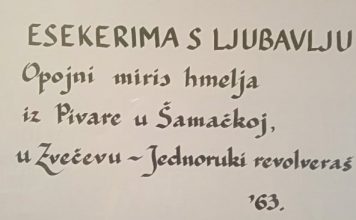 ESEKERIMA S LJUBAVLJU
Opojni miris hmelja
iz Pivare u Šamačkoj,
u Zvečevu ~ Jednoruki revolveraš
'63.